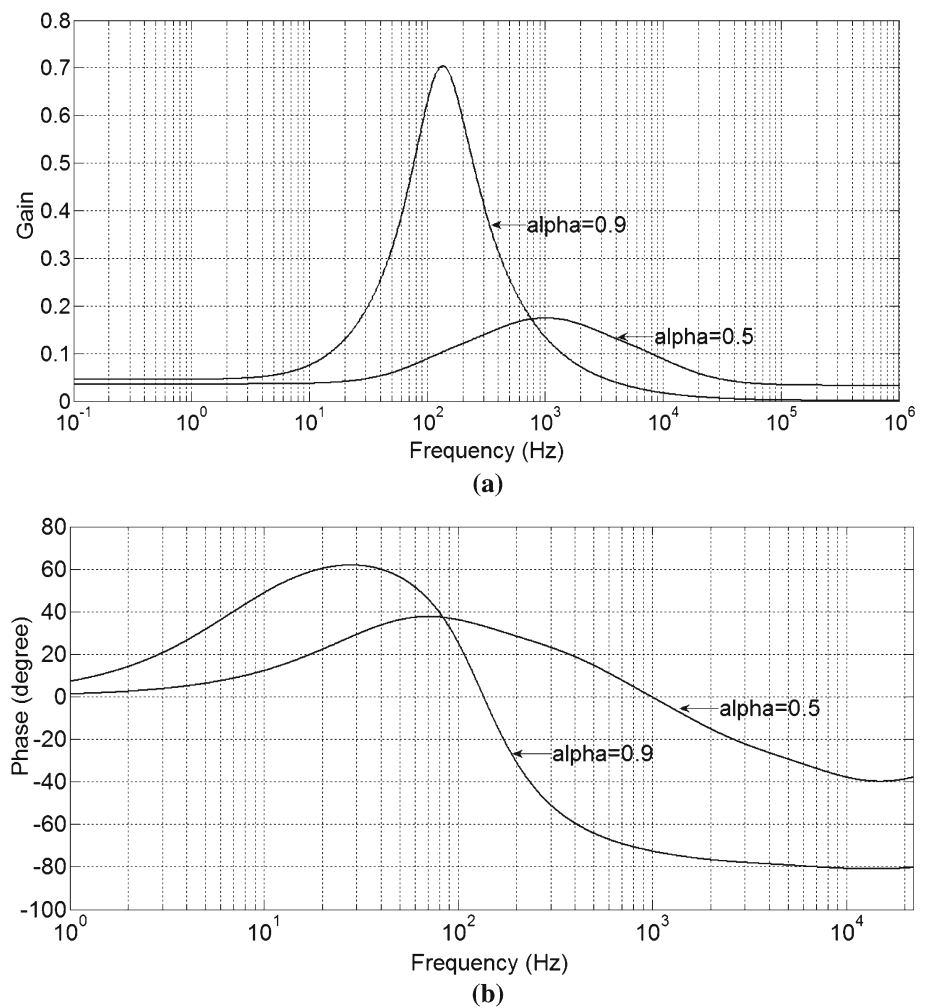 0.8
0.7
0.6
0.5
0.4
0.3
0.2
0.1
0
Gain
alpha=0.9
alpha=0.5
10^-1 10^0 10^1 10^2 10^3 10^4 10^5 10^6
Frequency (Hz)
(a)
80
60
40
20
0
-20
-40
-60
-80
-100
Phase (degree)
alpha=0.5
alpha=0.9
10^0 10^1 10^2 10^3 10^4
Frequency (Hz)
(b)